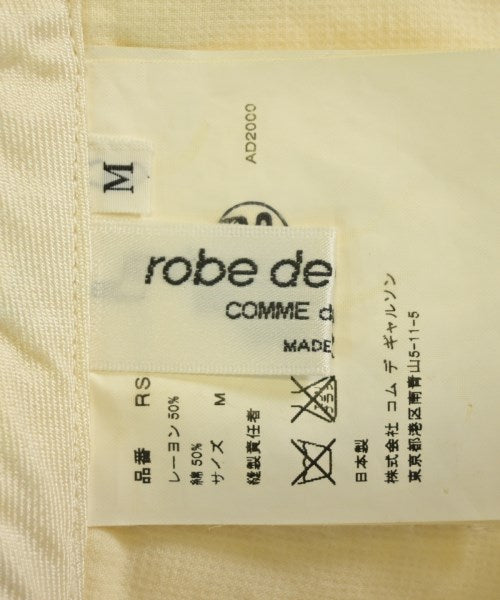 M
robe de
COMME d
MADE
AD2000
品番 RS
レーヨン 50%
綿 50%
サイズ M
縫製責任者
日本製
株式会社 コム デ ギャルソン
東京都港区南青山5-11-5